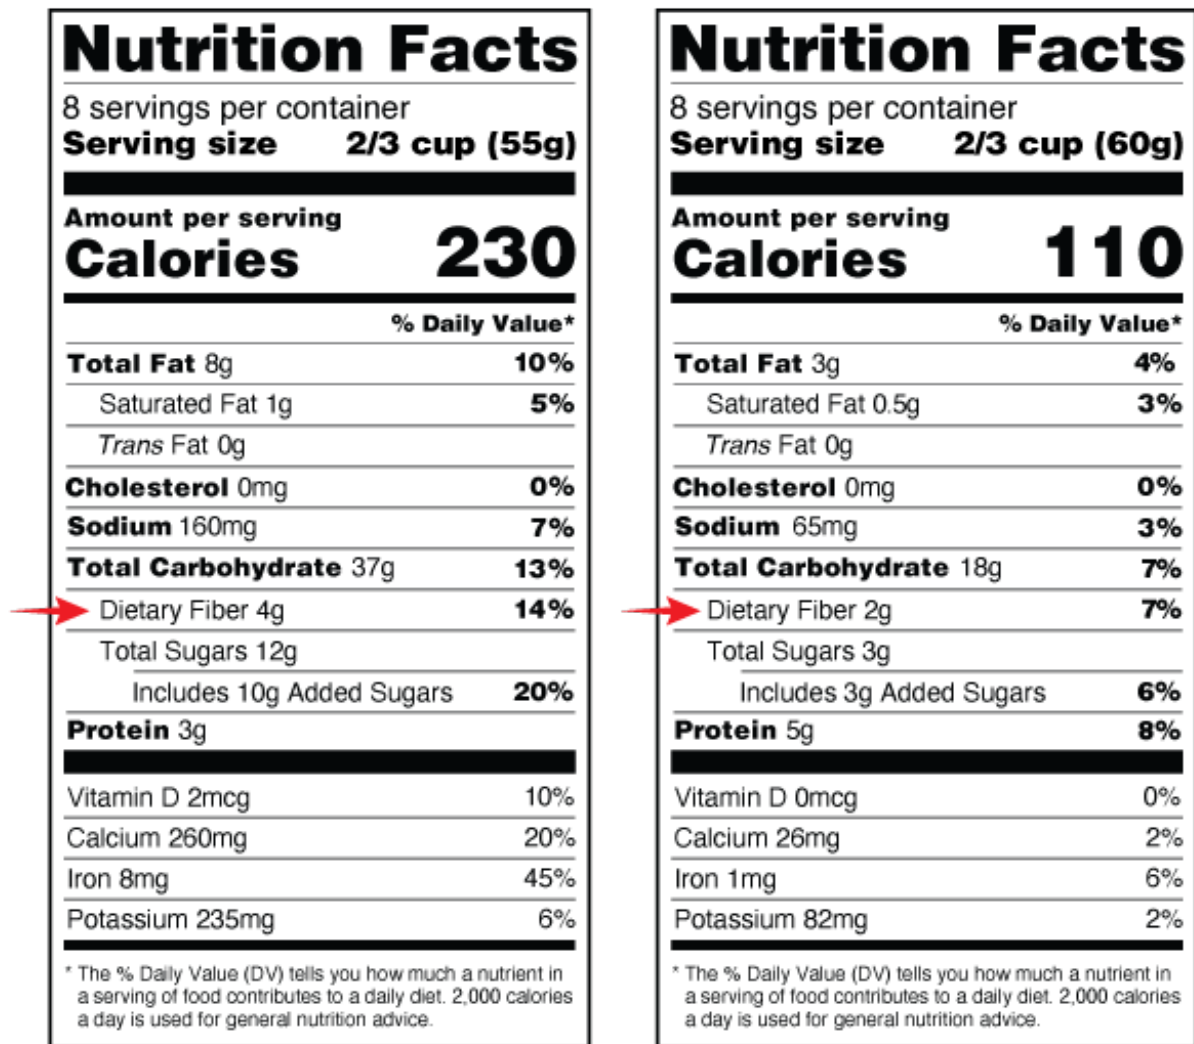 Nutrition Facts
8 servings per container
Serving size 2/3 cup (55g)
Amount per serving
Calories 230
% Daily Value*
Total Fat 8g 10%
Saturated Fat 1g 5%
Trans Fat 0g
Cholesterol 0mg 0%
Sodium 160mg 7%
Total Carbohydrate 37g 13%
Dietary Fiber 4g 14%
Total Sugars 12g
Includes 10g Added Sugars 20%
Protein 3g
Vitamin D 2mcg 10%
Calcium 260mg 20%
Iron 8mg 45%
Potassium 235mg 6%
* The % Daily Value (DV) tells you how much a nutrient in
a serving of food contributes to a daily diet. 2,000 calories
a day is used for general nutrition advice.
Nutrition Facts
8 servings per container
Serving size 2/3 cup (60g)
Amount per serving
Calories 110
% Daily Value*
Total Fat 3g 4%
Saturated Fat 0.5g 3%
Trans Fat 0g
Cholesterol 0mg 0%
Sodium 65mg 3%
Total Carbohydrate 18g 7%
Dietary Fiber 2g 7%
Total Sugars 3g
Includes 3g Added Sugars 6%
Protein 5g 8%
Vitamin D 0mcg 0%
Calcium 26mg 2%
Iron 1mg 6%
Potassium 82mg 2%
* The % Daily Value (DV) tells you how much a nutrient in
a serving of food contributes to a daily diet. 2,000 calories
a day is used for general nutrition advice.